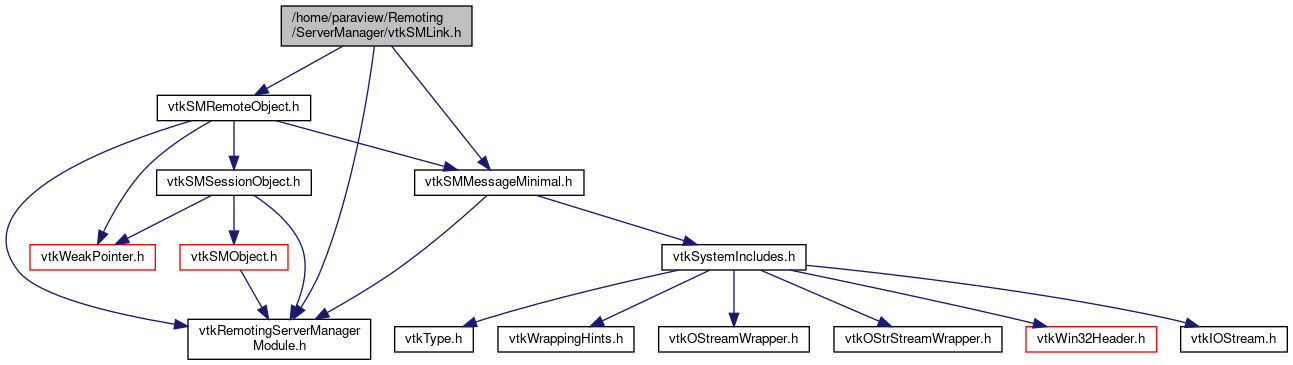 /home/paraview/Remoting
/ServerManager/vtkSMLink.h
vtkSMRemoteObject.h
vtkSMSessionObject.h
vtkSMMessageMinimal.h
vtkWeakPointer.h
vtkSMObject.h
vtkSystemIncludes.h
vtkRemotingServerManager
Module.h
vtkType.h
vtkWrappingHints.h
vtkOStreamWrapper.h
vtkOStrStreamWrapper.h
vtkWin32Header.h
vtkIOStream.h